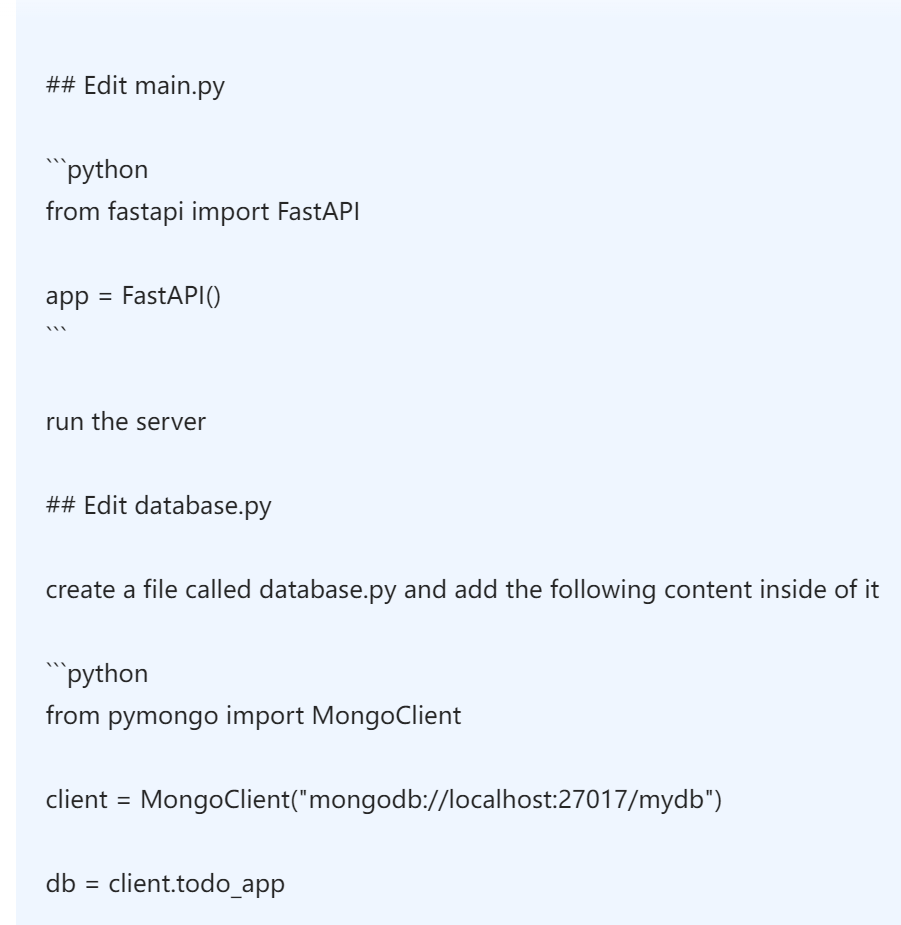 ## Edit main.py
```python
from fastapi import FastAPI
app = FastAPI()
```
run the server
## Edit database.py
create a file called database.py and add the following content inside of it
```python
from pymongo import MongoClient
client = MongoClient("mongodb://localhost:27017/mydb")
db = client.todo_app